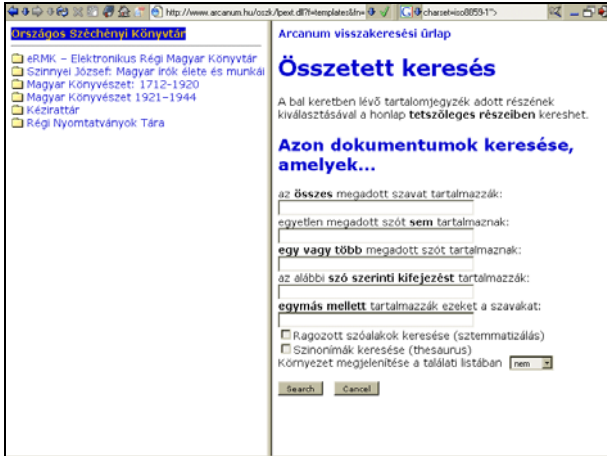 http://www.arcanum.hu/oszk/lpext.dll?f=templates&fn=
charset=iso8859-1">
Országos Széchényi Könyvtár
eRMK – Elektronikus Régi Magyar Könyvtár
Szinnyei József: Magyar írók élete és munkái
Magyar Könyvészet: 1712-1920
Magyar Könyvészet 1921-1944
Kézirattár
Régi Nyomtatványok Tára
Arcanum visszakeresési űrlap
Összetett keresés
A bal keretben lévő tartalomjegyzék adott részének
kiválasztásával a honlap tetszőleges részeiben kereshet.
Azon dokumentumok keresése,
amelyek...
az összes megadott szavat tartalmazzák:
egyetlen megadott szót sem tartalmaznak:
egy vagy több megadott szót tartalmaznak:
az alábbi szó szerinti kifejezést tartalmazzák:
egymás mellett tartalmazzák ezeket a szavakat:
Ragozott szóalakok keresése (sztemmatizálás)
Szinonímák keresése (thesaurus)
Környezet megjelenítése a találati listában nem
Search Cancel